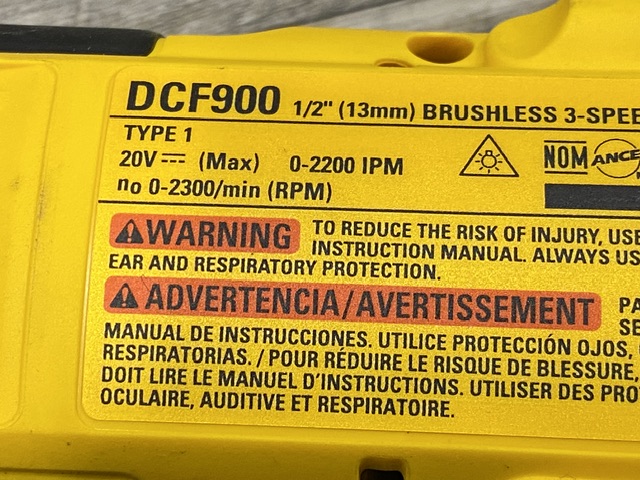 DCF900 1/2" (13mm) BRUSHLESS 3-SPEE
TYPE 1
20V⎓ (Max) 0-2200 IPM
no 0-2300/min (RPM)
NOM ANCE
WARNING TO REDUCE THE RISK OF INJURY, USE
INSTRUCTION MANUAL. ALWAYS US
EAR AND RESPIRATORY PROTECTION.
ADVERTENCIA/AVERTISSEMENT PA
SE
MANUAL DE INSTRUCCIONES. UTILICE PROTECCIÓN OJOS,
RESPIRATORIAS. / POUR RÉDUIRE LE RISQUE DE BLESSURE,
DOIT LIRE LE MANUEL D'INSTRUCTIONS. UTILISER DES PRO
OCULAIRE, AUDITIVE ET RESPIRATOIRE.